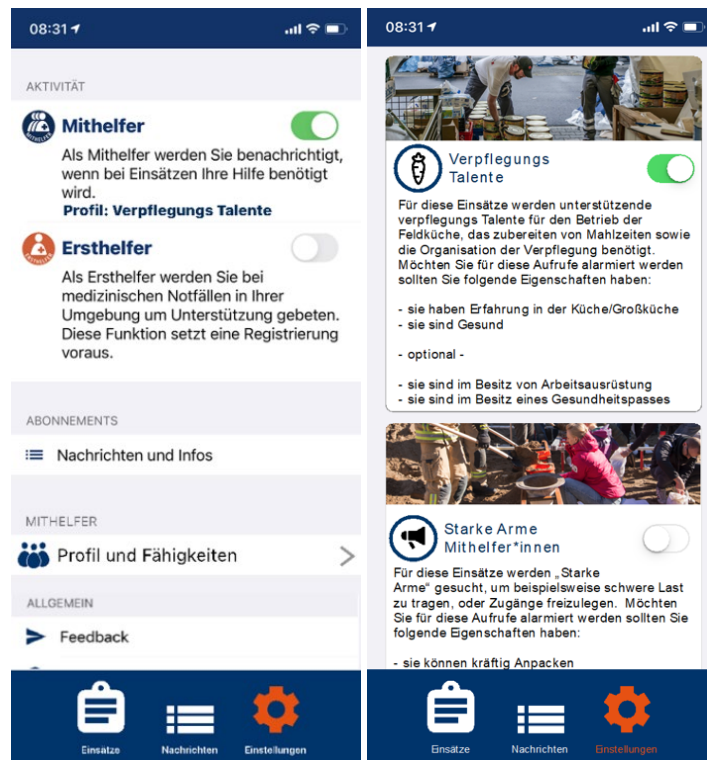 08:31
AKTIVITÄT
Mithelfer
Als Mithelfer werden Sie benachrichtigt,
wenn bei Einsätzen Ihre Hilfe benötigt
wird.
Profil: Verpflegungs Talente
Ersthelfer
Als Ersthelfer werden Sie bei
medizinischen Notfällen in Ihrer
Umgebung um Unterstützung gebeten.
Diese Funktion setzt eine Registrierung
voraus.
ABONNEMENTS
Nachrichten und Infos
MITHELFER
Profil und Fähigkeiten
ALLGEMEIN
Feedback
Einsätze Nachrichten Einstellungen
08:31
Verpflegungs
Talente
Für diese Einsätze werden unterstützende
verpflegungs Talente für den Betrieb der
Feldküche, das zubereiten von Mahlzeiten sowie
die Organisation der Verpflegung benötigt.
Möchten Sie für diese Aufrufe alarmiert werden
sollten Sie folgende Eigenschaften haben:
- sie haben Erfahrung in der Küche/Großküche
- sie sind Gesund
- optional -
- sie sind im Besitz von Arbeitsausrüstung
- sie sind im Besitz eines Gesundheitspasses
Starke Arme
Mithelfer*innen
Für diese Einsätze werden „Starke
Arme“ gesucht, um beispielsweise schwere Last
zu tragen, oder Zugänge freizulegen. Möchten
Sie für diese Aufrufe alarmiert werden sollten Sie
folgende Eigenschaften haben:
- sie können kräftig Anpacken
Einsätze Nachrichten Einstellungen